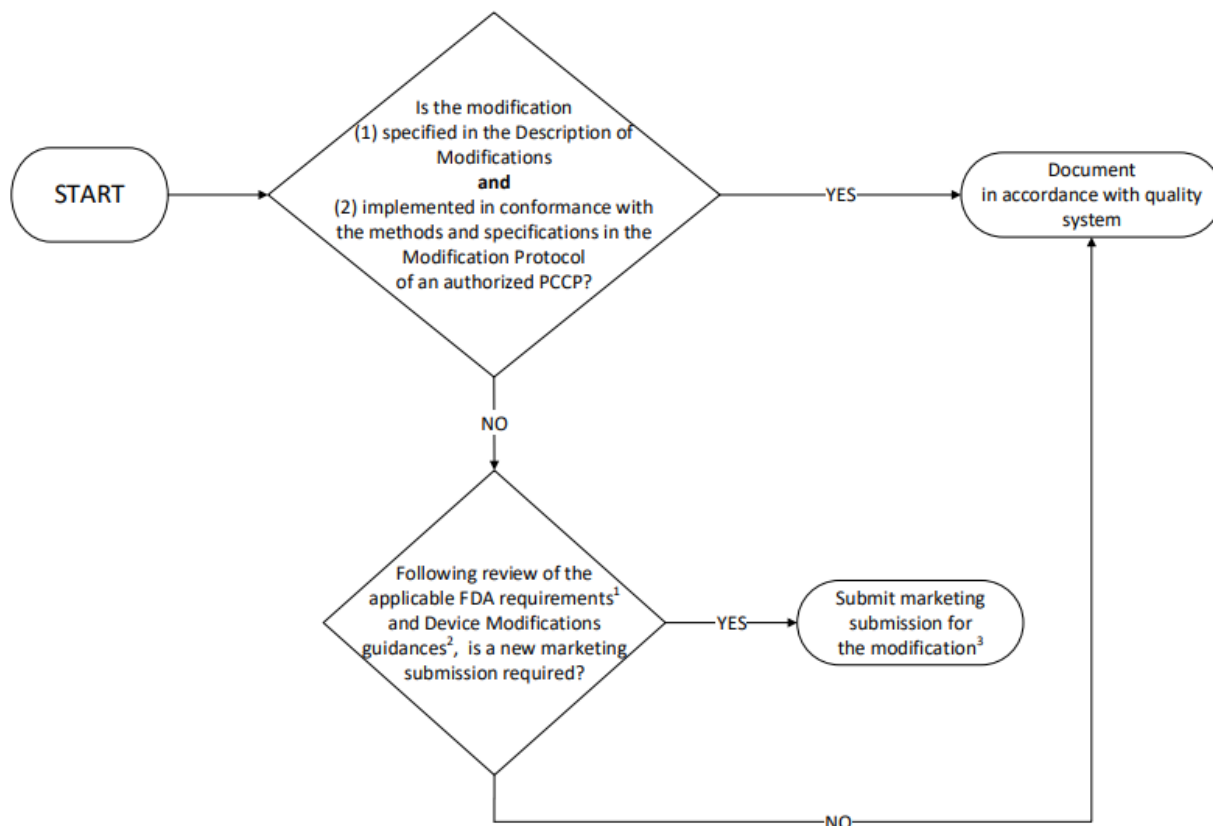 START
Is the modification
(1) specified in the Description of
Modifications
and
(2) implemented in conformance with
the methods and specifications in the
Modification Protocol
of an authorized PCCP?
YES
Document
in accordance with quality
system
NO
Following review of the
applicable FDA requirements¹
and Device Modifications
guidances², is a new marketing
submission required?
YES
Submit marketing
submission for
the modification³
NO